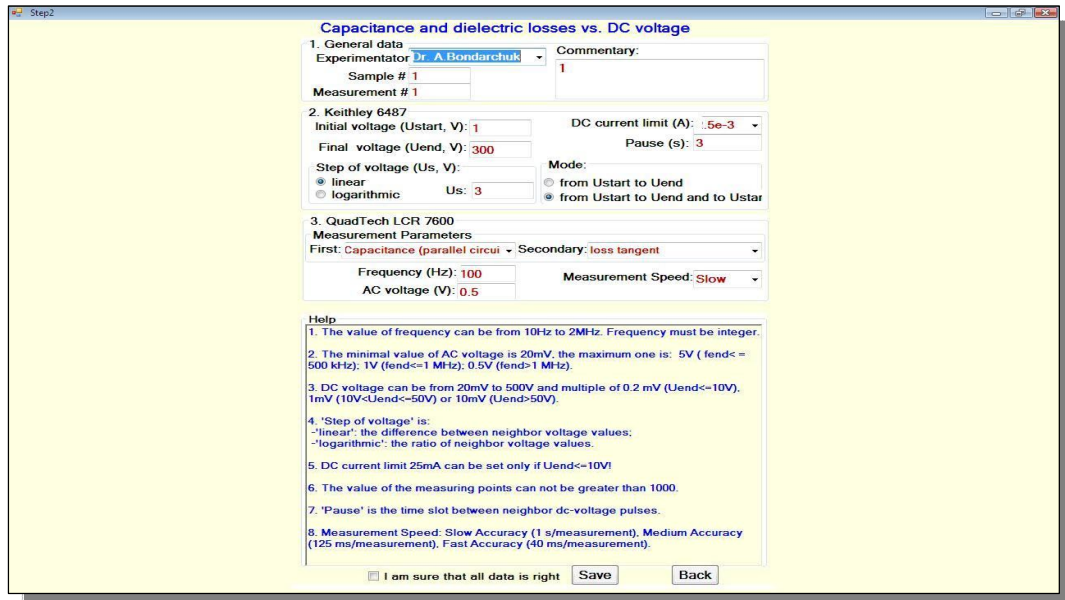 Step2
Capacitance and dielectric losses vs. DC voltage
1. General data
Experimentator Dr. A.Bondarchuk
Commentary:
1
Sample # 1
Measurement # 1
2. Keithley 6487
Initial voltage (Ustart, V): 1
DC current limit (A): .5e-3
Final voltage (Uend, V): 300
Pause (s): 3
Step of voltage (Us, V):
linear
logarithmic
Us: 3
Mode:
from Ustart to Uend
from Ustart to Uend and to Ustar
3. QuadTech LCR 7600
Measurement Parameters
First: Capacitance (parallel circui Secondary: loss tangent
Frequency (Hz): 100
Measurement Speed: Slow
AC voltage (V): 0.5
Help
1. The value of frequency can be from 10Hz to 2MHz. Frequency must be integer.
2. The minimal value of AC voltage is 20mV, the maximum one is: 5V ( fend< =
500 kHz); 1V (fend<=1 MHz); 0.5V (fend>1 MHz).
3. DC voltage can be from 20mV to 500V and multiple of 0.2 mV (Uend<=10V),
1mV (10V<Uend<=50V) or 10mV (Uend>50V).
4. 'Step of voltage' is:
-'linear': the difference between neighbor voltage values;
-'logarithmic': the ratio of neighbor voltage values.
5. DC current limit 25mA can be set only if Uend<=10V!
6. The value of the measuring points can not be greater than 1000.
7. 'Pause' is the time slot between neighbor dc-voltage pulses.
8. Measurement Speed: Slow Accuracy (1 s/measurement), Medium Accuracy
(125 ms/measurement), Fast Accuracy (40 ms/measurement).
I am sure that all data is right
Save
Back